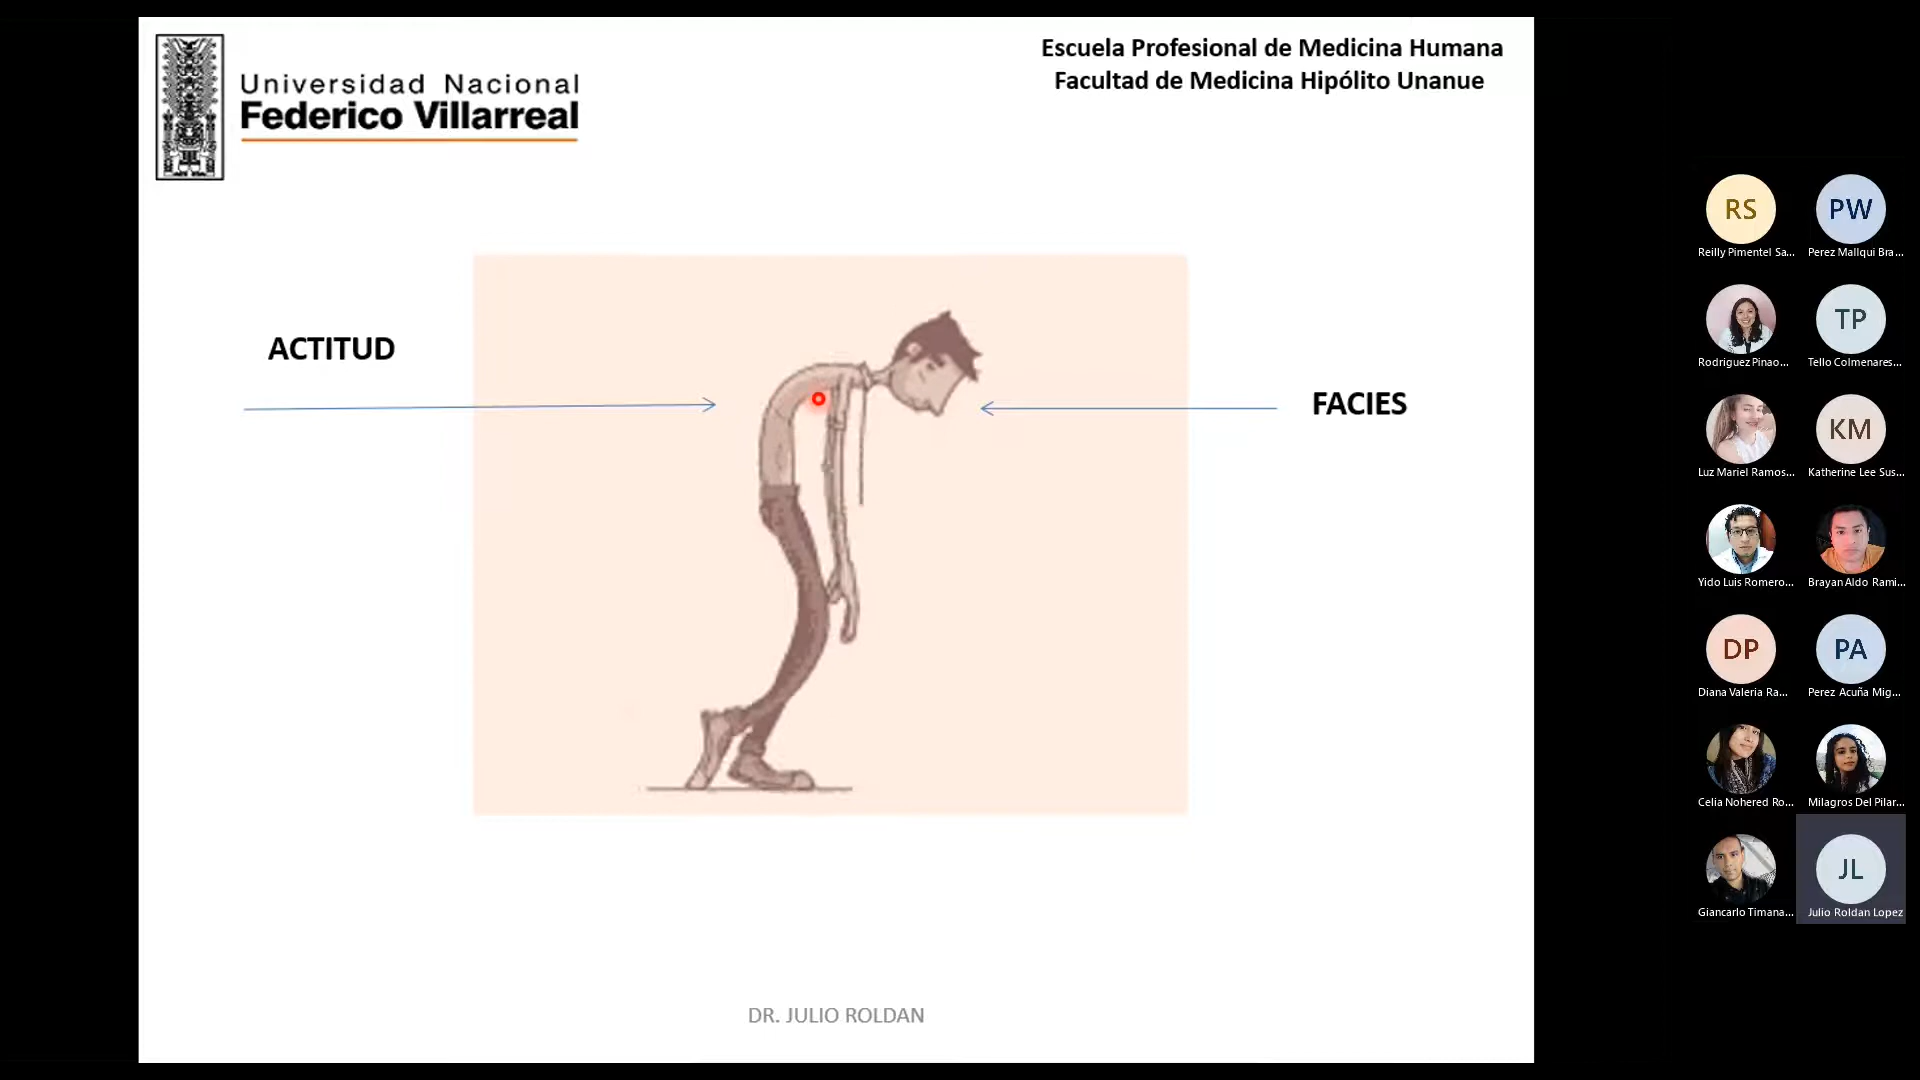 Universidad Nacional
Federico Villarreal
Escuela Profesional de Medicina Humana
Facultad de Medicina Hipólito Unanue
ACTITUD
FACIES
DR. JULIO ROLDAN
RS
PW
Reilly Pimentel Sa...
Perez Mallqui Bra...
TP
Rodriguez Pinao...
Tello Colmenares...
KM
Luz Mariel Ramos...
Katherine Lee Sus...
Yido Luis Romero...
Brayan Aldo Rami...
DP
PA
Diana Valeria Ra...
Perez Acuña Mig...
Celia Nohered Ro...
Milagros Del Pilar...
JL
Giancarlo Timana...
Julio Roldan Lopez